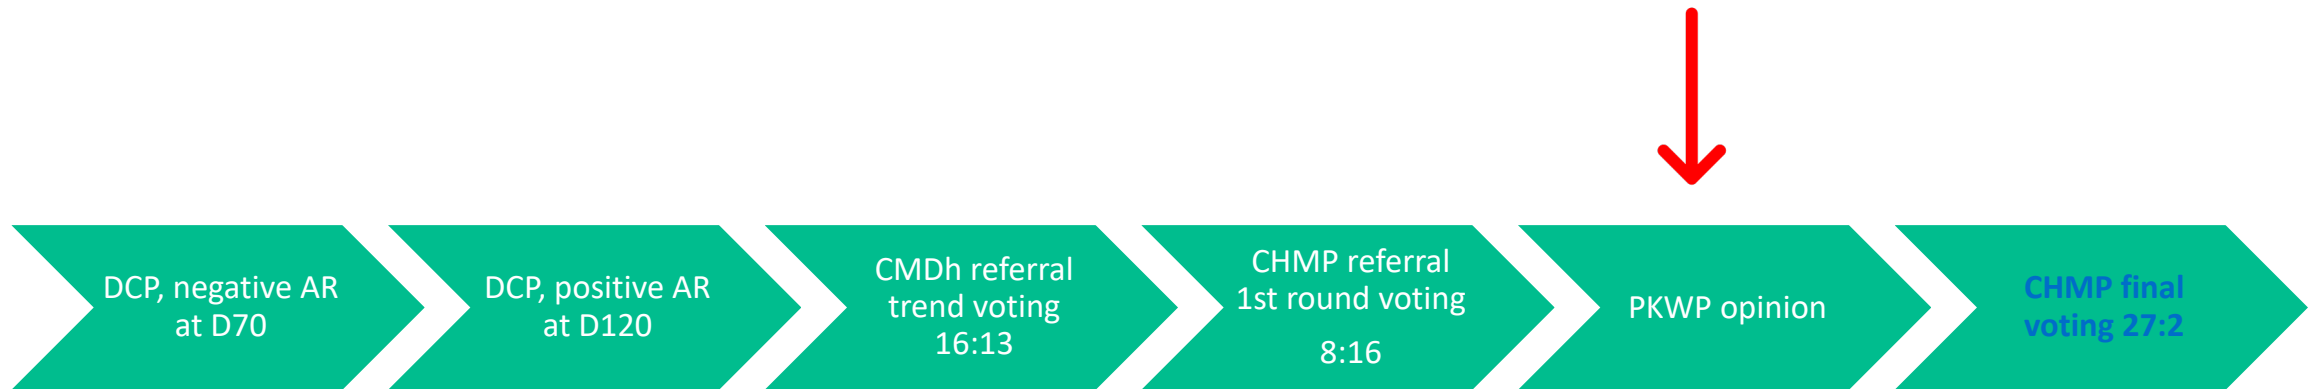 DCP, negative AR
at D70
DCP, positive AR
at D120
CMDh referral
trend voting
16:13
CHMP referral
1st round voting
8:16
PKWP opinion
CHMP final
voting 27:2